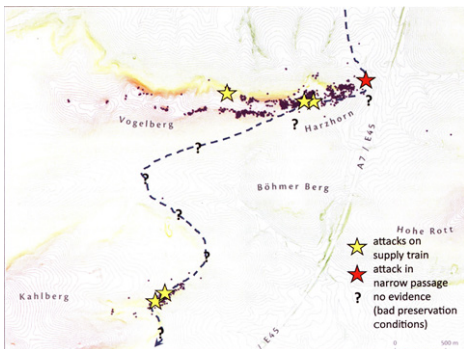 ?
?
Vogelberg
Harzhorn
?
A7 / E45
?
Böhmer Berg
?
Hohe Rott
attacks on
supply train
?
attack in
narrow passage
Kahlberg
? no evidence
(bad preservation
conditions)
?
/ E45
0 500 m